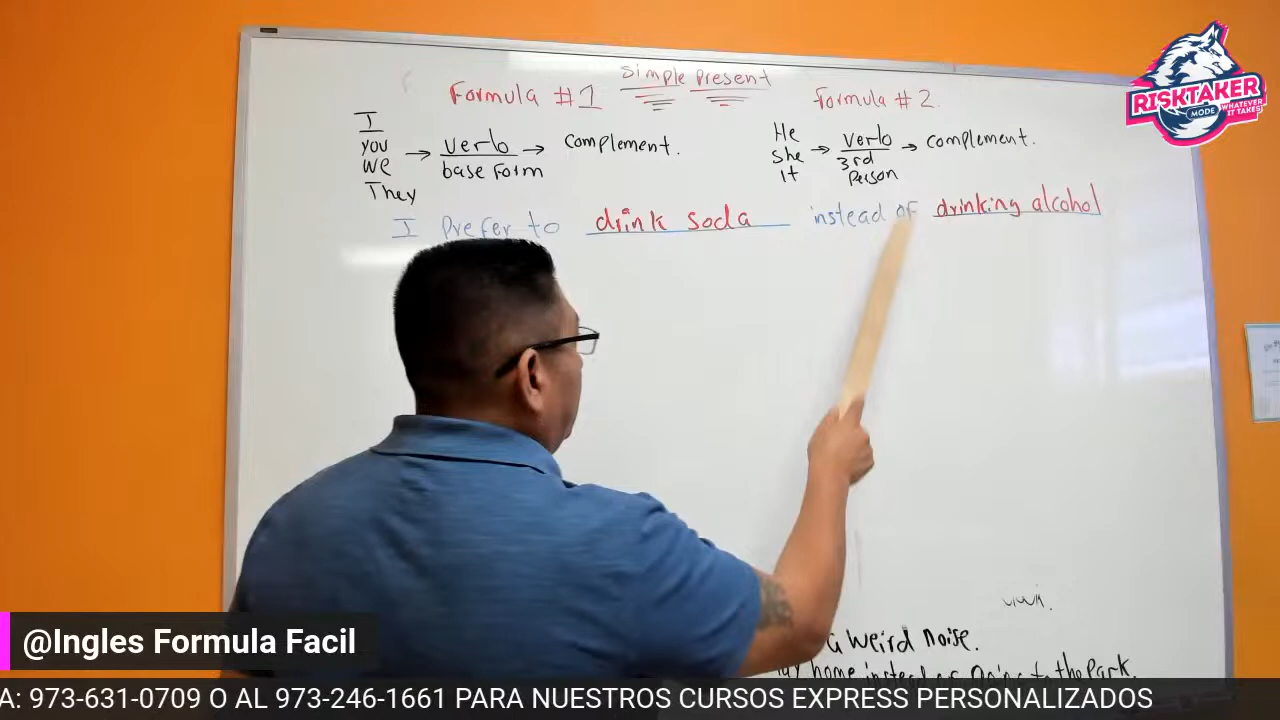 simple present
Formula #1
Formula #2.
I
you
we
They
verb
base form
complement.
He
she
it
verb
3rd
Person
complement.
I prefer to drink soda instead of drinking alcohol
a weird noise.
home instead of going to the park.
RISKTAKER
MODE
WHATEVER
IT TAKES!
@Ingles Formula Facil
A: 973-631-0709 O AL 973-246-1661 PARA NUESTROS CURSOS EXPRESS PERSONALIZADOS